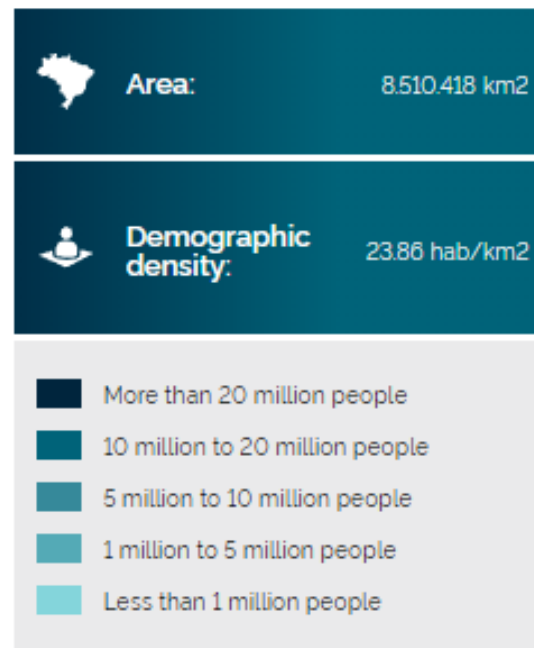 Area: 8.510.418 km2
Demographic
density: 23.86 hab/km2
More than 20 million people
10 million to 20 million people
5 million to 10 million people
1 million to 5 million people
Less than 1 million people